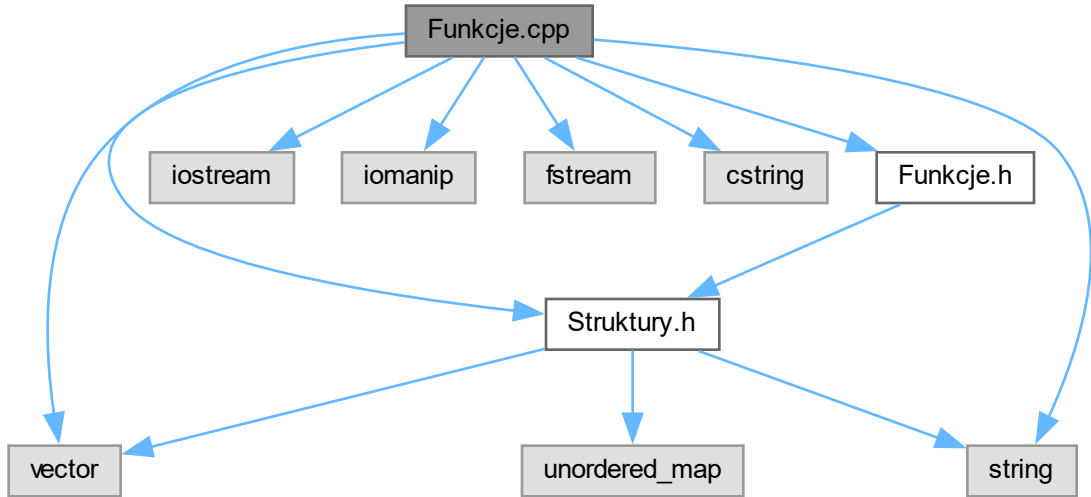 Funkcje.cpp
iostream
iomanip
fstream
cstring
Funkcje.h
Struktury.h
vector
unordered_map
string